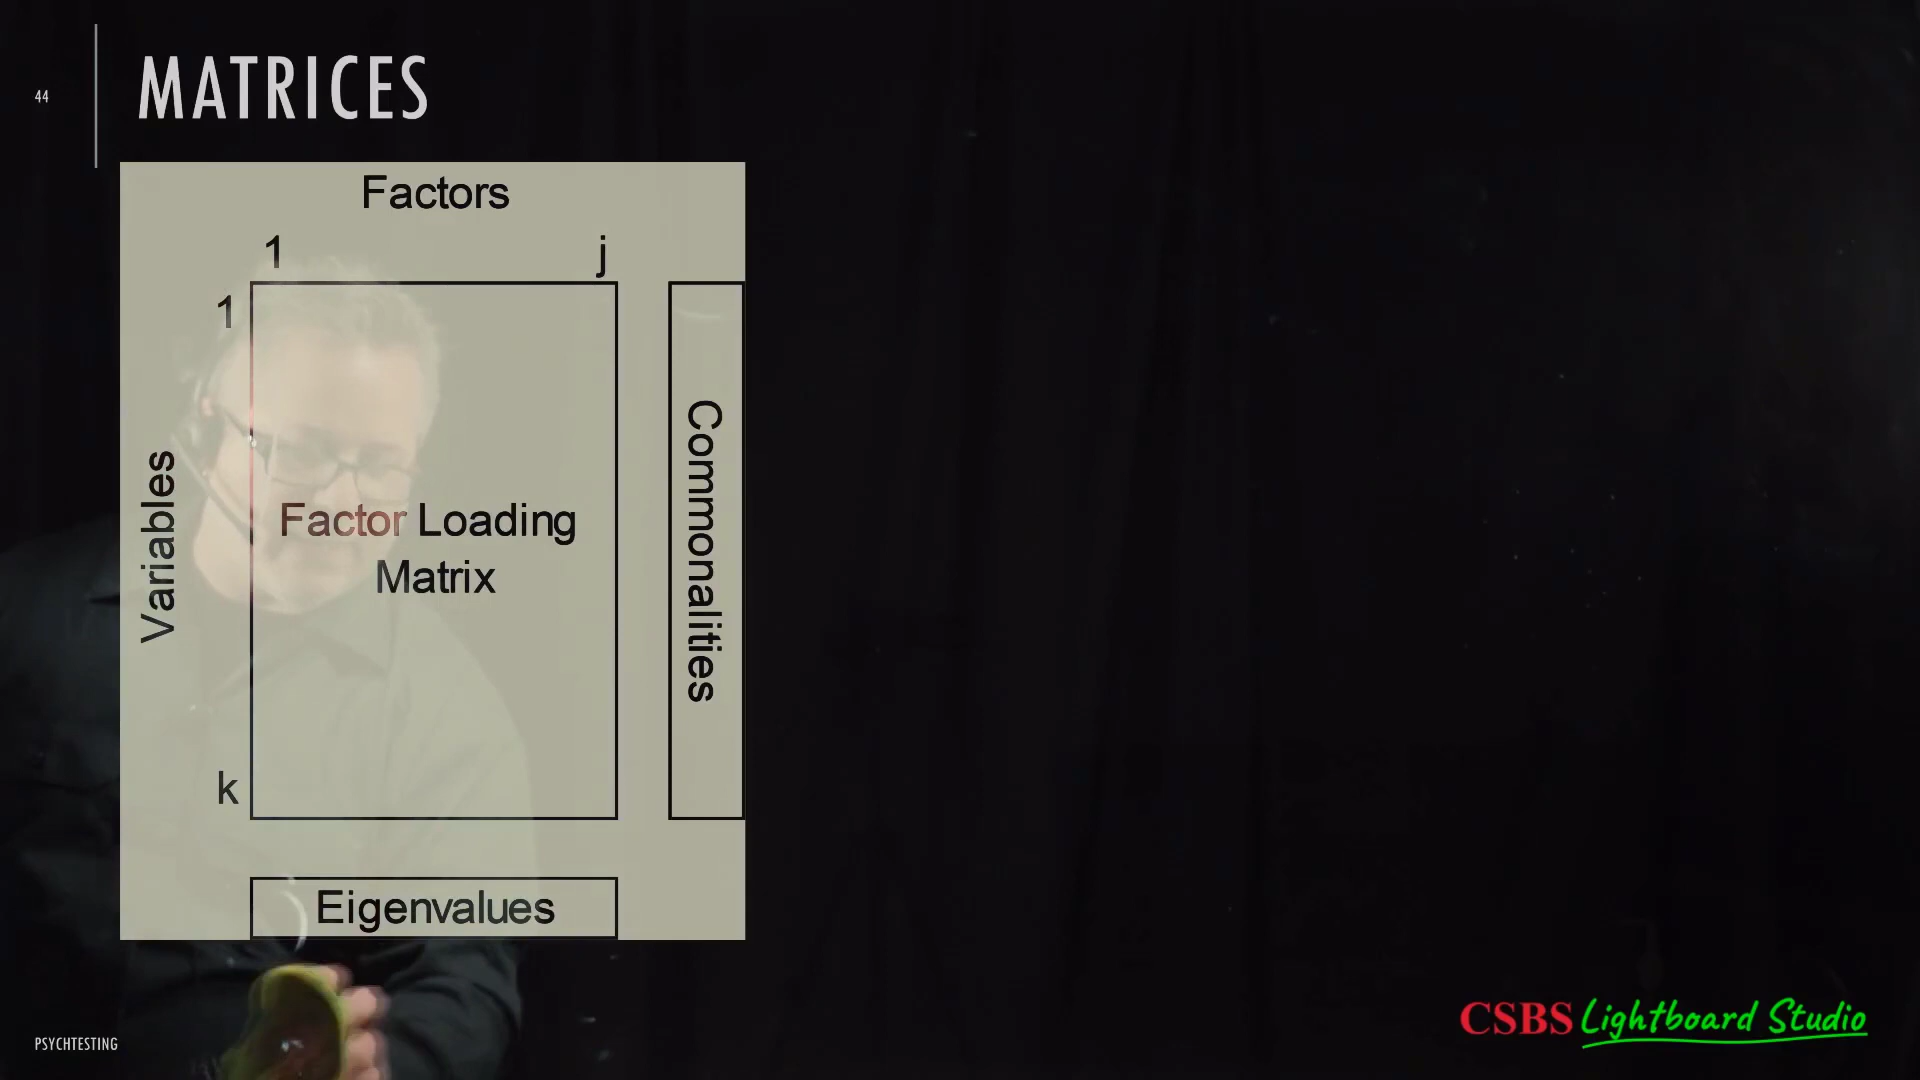 44
MATRICES
Factors
1 j
1
Variables
Factor Loading
Matrix
Commonalities
k
Eigenvalues
PSYCHTESTING
CSBS Lightboard Studio